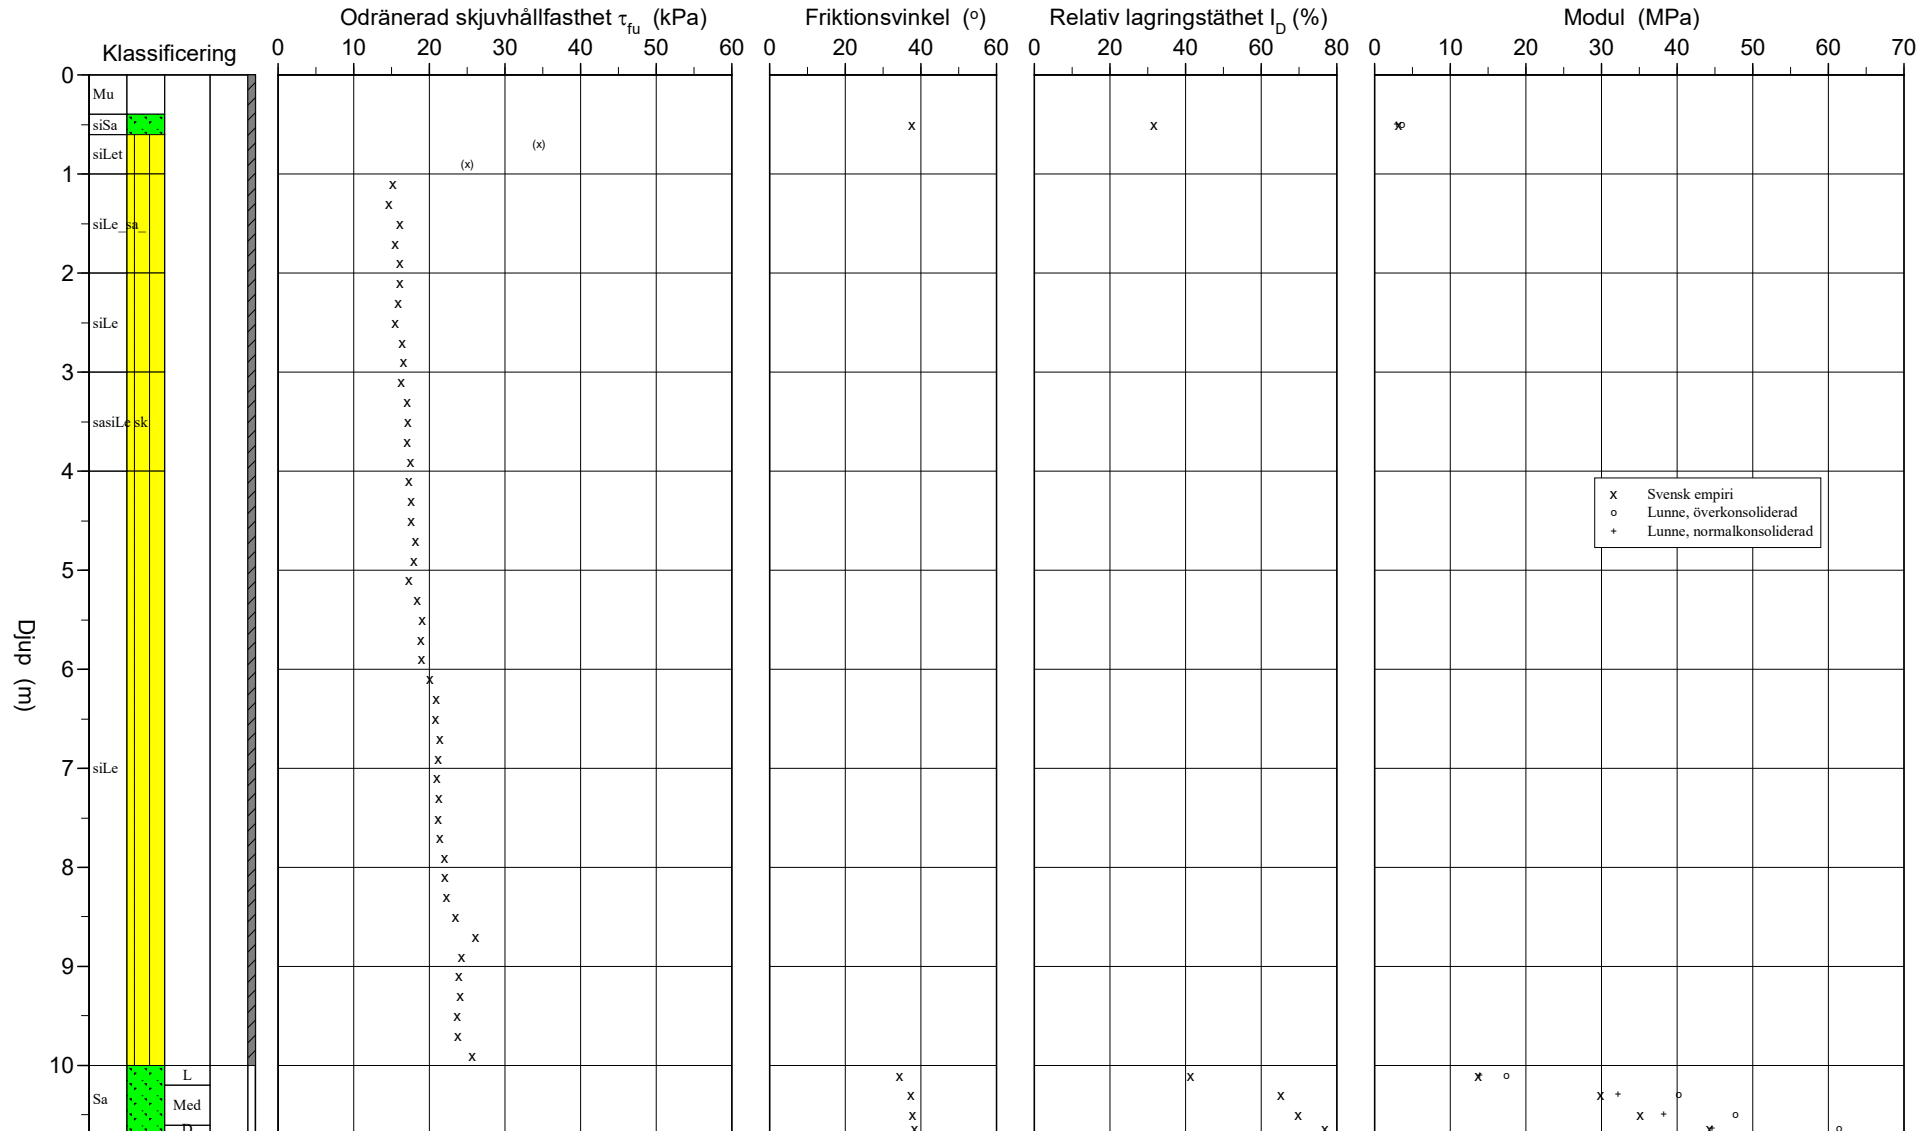 Klassificering
Odränerad skjuvhållfasthet τfu (kPa)
Friktionsvinkel (o)
Relativ lagringstäthet ID (%)
Modul (MPa)
0 10 20 30 40 50 60
0 20 40 60
0 20 40 60 80
0 10 20 30 40 50 60 70
Djup (m)
0
1
2
3
4
5
6
7
8
9
10
Mu
siSa
siLet
siLe_sa_
siLe
sasiLe sk
siLe
Sa
L
Med
D
(x)
(x)
x Svensk empiri
o Lunne, överkonsoliderad
+ Lunne, normalkonsoliderad